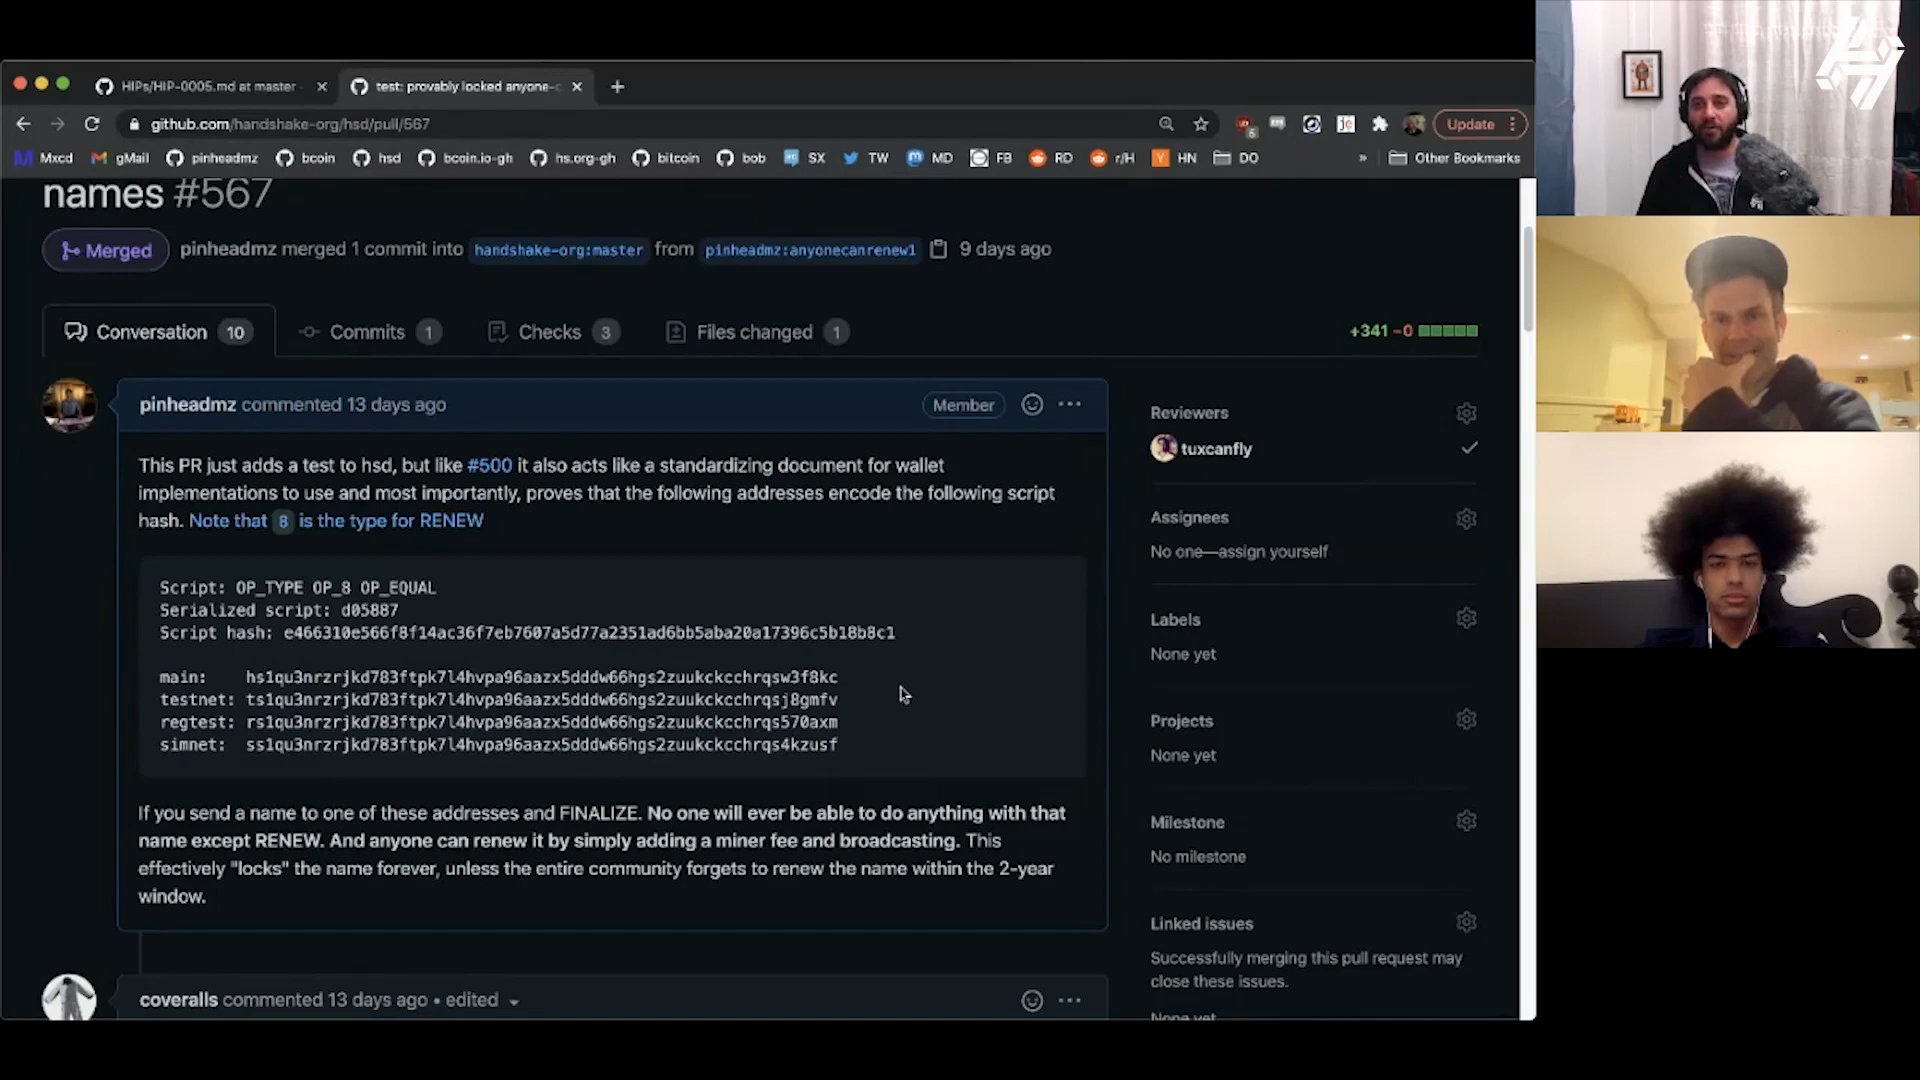 HIPs/HIP-0005.md at master
test: provably locked anyone-c
github.com/handshake-org/hsd/pull/567
Update
Mxcd gMail pinheadmz bcoin hsd bcoin.io-gh hs.org-gh bitcoin bob SX TW MD FB RD r/H HN DO » Other Bookmarks
names #567
Merged pinheadmz merged 1 commit into handshake-org:master from pinheadmz:anyonecanrenew1 9 days ago
Conversation 10 Commits 1 Checks 3 Files changed 1 +341 −0
pinheadmz commented 13 days ago Member
This PR just adds a test to hsd, but like #500 it also acts like a standardizing document for wallet
implementations to use and most importantly, proves that the following addresses encode the following script
hash. Note that 8 is the type for RENEW
Script: OP_TYPE OP_8 OP_EQUAL
Serialized script: d05887
Script hash: e466310e566f8f14ac36f7eb7607a5d77a2351ad6bb5aba20a17396c5b18b8c1
main: hs1qu3nrzrjkd783ftpk7l4hvpa96aazx5dddw66hgs2zuukckcchrqsw3f8kc
testnet: ts1qu3nrzrjkd783ftpk7l4hvpa96aazx5dddw66hgs2zuukckcchrqsj8gmfv
regtest: rs1qu3nrzrjkd783ftpk7l4hvpa96aazx5dddw66hgs2zuukckcchrqs570axm
simnet: ss1qu3nrzrjkd783ftpk7l4hvpa96aazx5dddw66hgs2zuukckcchrqs4kzusf
If you send a name to one of these addresses and FINALIZE. No one will ever be able to do anything with that
name except RENEW. And anyone can renew it by simply adding a miner fee and broadcasting. This
effectively "locks" the name forever, unless the entire community forgets to renew the name within the 2-year
window.
coveralls commented 13 days ago • edited
Reviewers
tuxcanfly
Assignees
No one—assign yourself
Labels
None yet
Projects
None yet
Milestone
No milestone
Linked issues
Successfully merging this pull request may
close these issues.
None yet